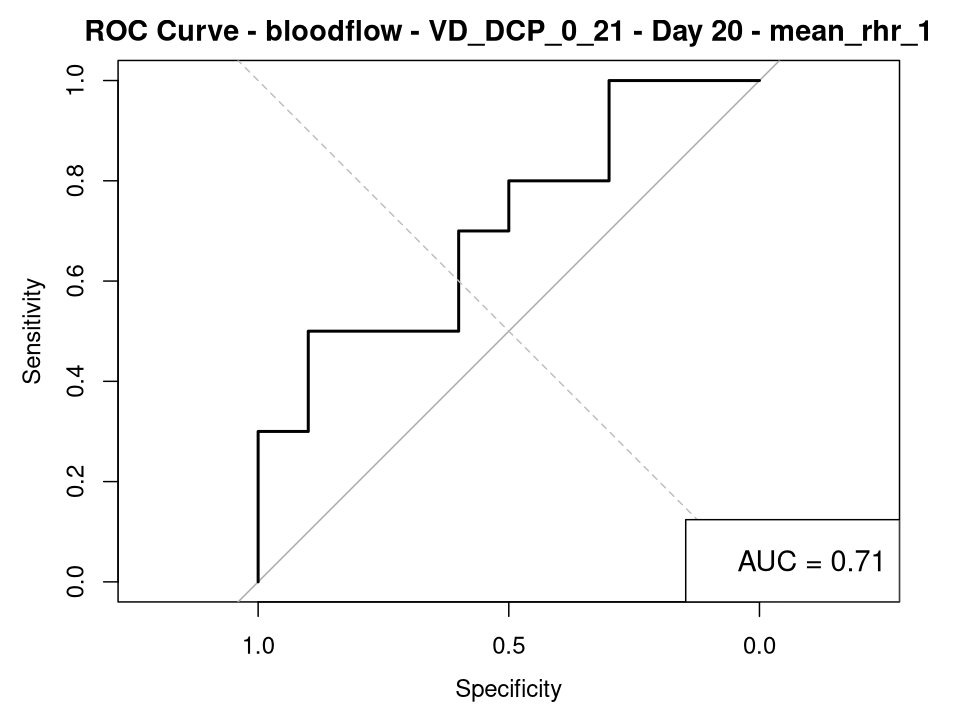 ROC Curve - bloodflow - VD_DCP_0_21 - Day 20 - mean_rhr_1
1.0
0.8
0.6
0.4
0.2
0.0
Sensitivity
AUC = 0.71
1.0 0.5 0.0
Specificity